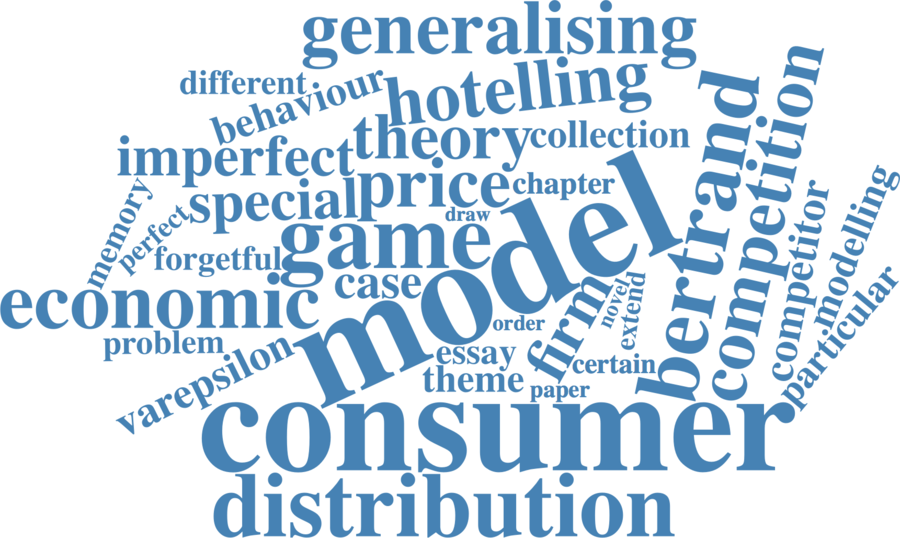 generalising
different
behaviour
hotelling
theory
collection
imperfect
price
chapter
special
draw
memory
perfect
forgetful
game
model
bertrand
competition
competitor
modelling
particular
economic
case
problem
varepsilon
order
essay
theme
firm
novel
extend
certain
paper
consumer
distribution